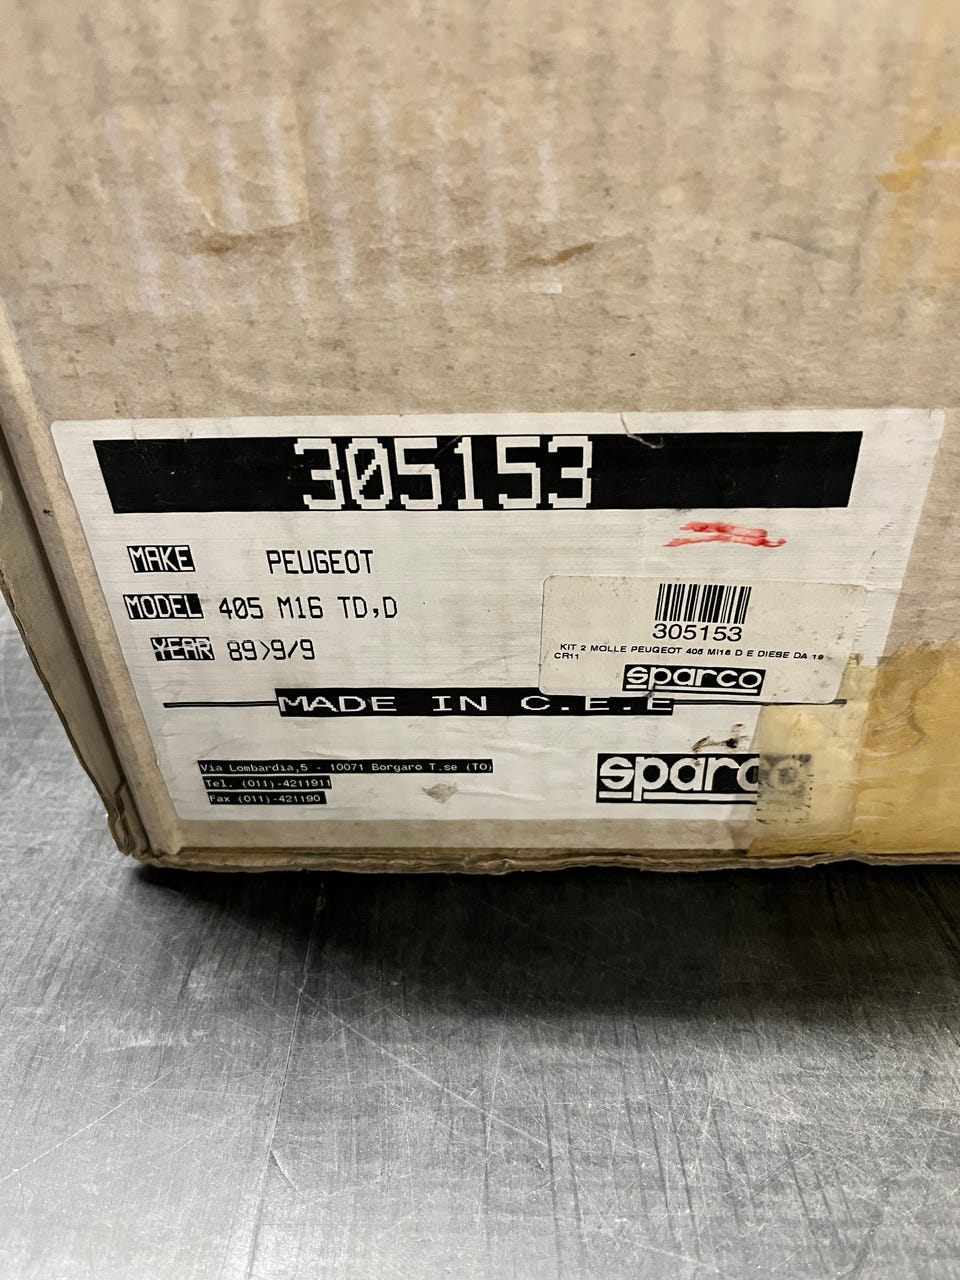 305153
MAKE PEUGEOT
MODEL 405 M16 TD,D
YEAR 89>9/9
305153
KIT 2 MOLLE PEUGEOT 405 MI16 D E DIESE DA 19
CR11
sparco
MADE IN C.E.E
Via Lombardia,5 - 10071 Borgaro T.se (TO)
Tel. (011)-4211911
Fax (011)-421190
sparco